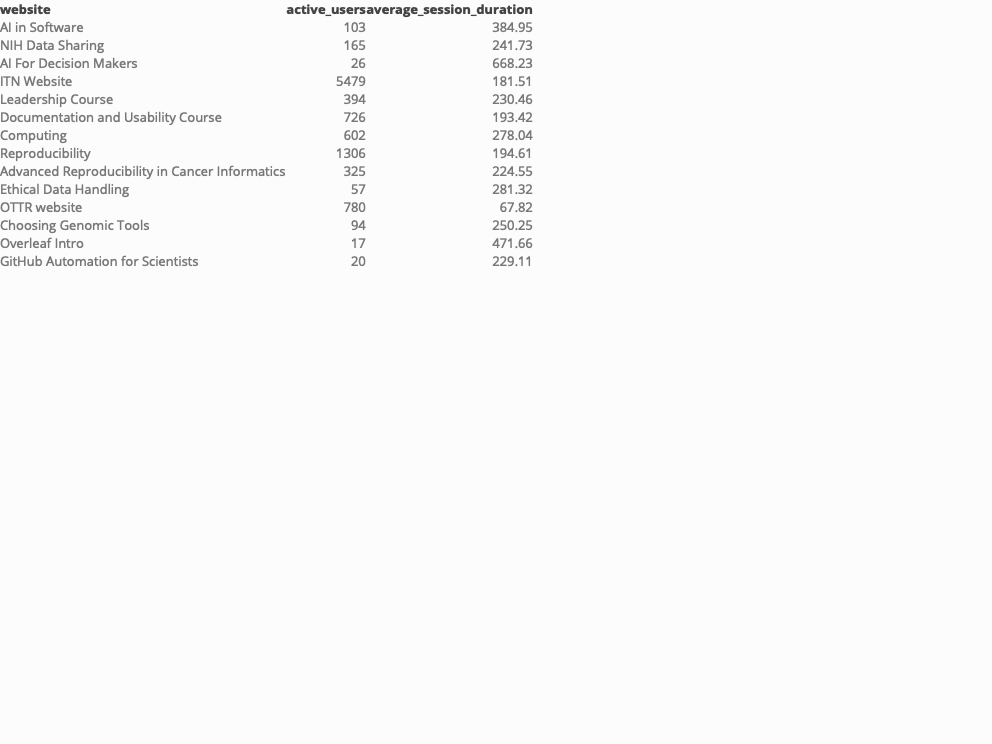 website active_users average_session_duration
AI in Software 103 384.95
NIH Data Sharing 165 241.73
AI For Decision Makers 26 668.23
ITN Website 5479 181.51
Leadership Course 394 230.46
Documentation and Usability Course 726 193.42
Computing 602 278.04
Reproducibility 1306 194.61
Advanced Reproducibility in Cancer Informatics 325 224.55
Ethical Data Handling 57 281.32
OTTR website 780 67.82
Choosing Genomic Tools 94 250.25
Overleaf Intro 17 471.66
GitHub Automation for Scientists 20 229.11